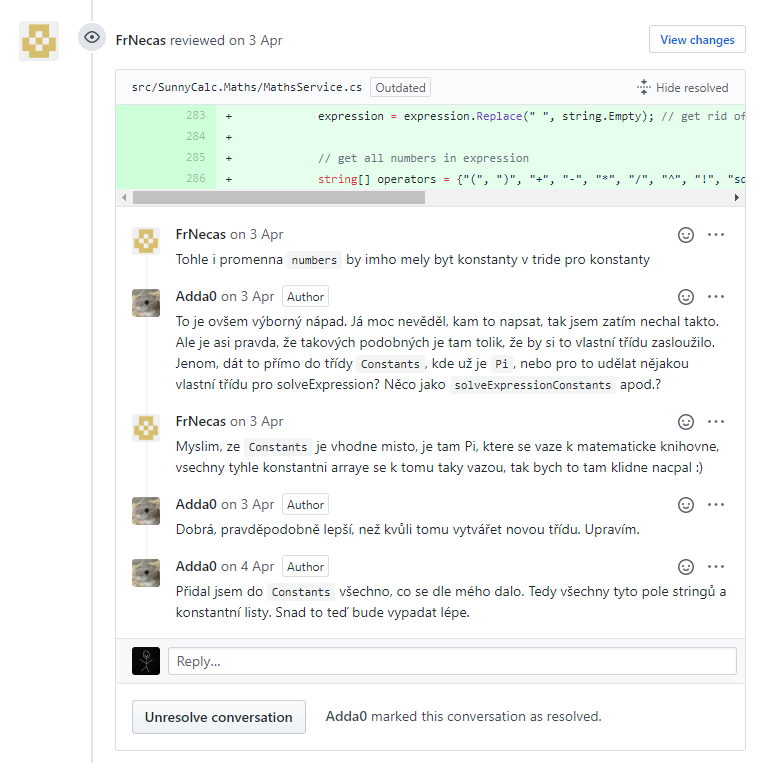 FrNecas reviewed on 3 Apr
View changes
src/SunnyCalc.Maths/MathsService.cs Outdated
Hide resolved
283 + expression = expression.Replace(" ", string.Empty); // get rid of
284 +
285 + // get all numbers in expression
286 + string[] operators = {"(", ")", "+", "-", "*", "/", "^", "!", "sq
FrNecas on 3 Apr
Tohle i promenna numbers by imho mely byt konstanty v tride pro konstanty
Adda0 on 3 Apr Author
To je ovšem výborný nápad. Já moc nevěděl, kam to napsat, tak jsem zatím nechal takto.
Ale je asi pravda, že takových podobných je tam tolik, že by si to vlastní třídu zasloužilo.
Jenom, dát to přímo do třídy Constants, kde už je Pi, nebo pro to udělat nějakou
vlastní třídu pro solveExpression? Něco jako solveExpressionConstants apod.?
FrNecas on 3 Apr
Myslim, ze Constants je vhodne misto, je tam Pi, ktere se vaze k matematicke knihovne,
vsechny tyhle konstantni arraye se k tomu taky vazou, tak bych to tam klidne nacpal :)
Adda0 on 3 Apr Author
Dobrá, pravděpodobně lepší, než kvůli tomu vytvářet novou třídu. Upravím.
Adda0 on 4 Apr Author
Přidal jsem do Constants všechno, co se dle mého dalo. Tedy všechny tyto pole stringů a
konstantní listy. Snad to teď bude vypadat lépe.
Reply...
Unresolve conversation
Adda0 marked this conversation as resolved.